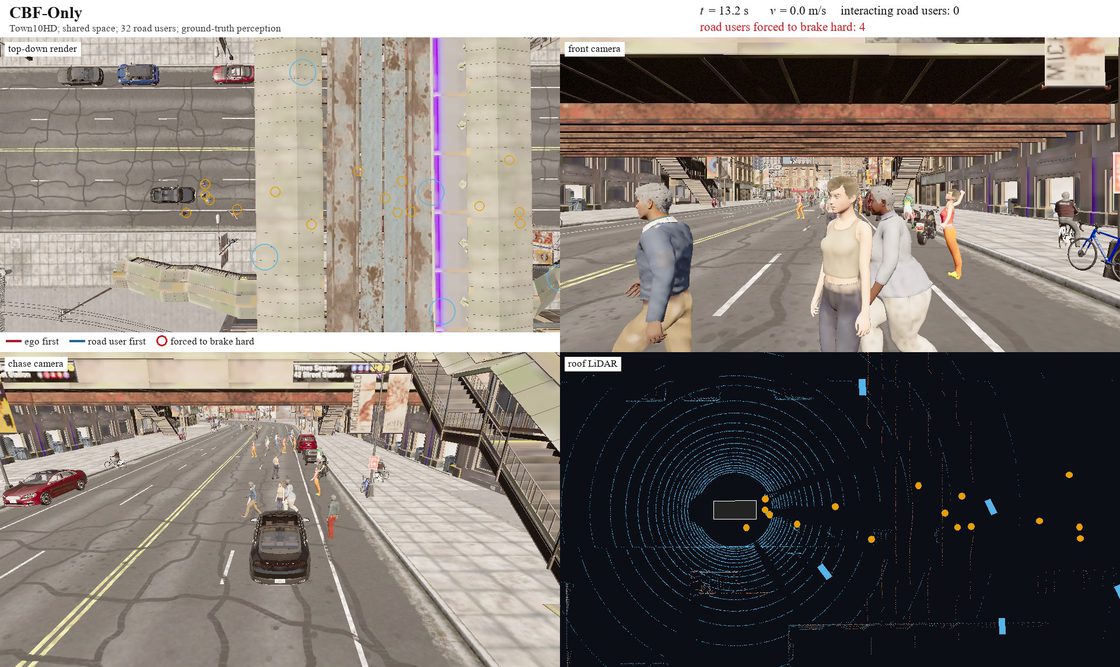 CBF-Only
Town10HD; shared space; 32 road users; ground-truth perception
t = 13.2 s v = 0.0 m/s interacting road users: 0
road users forced to brake hard: 4
top-down render
front camera
MIC
ego first road user first forced to brake hard
chase camera
Times Square
42 Street Station
roof LiDAR